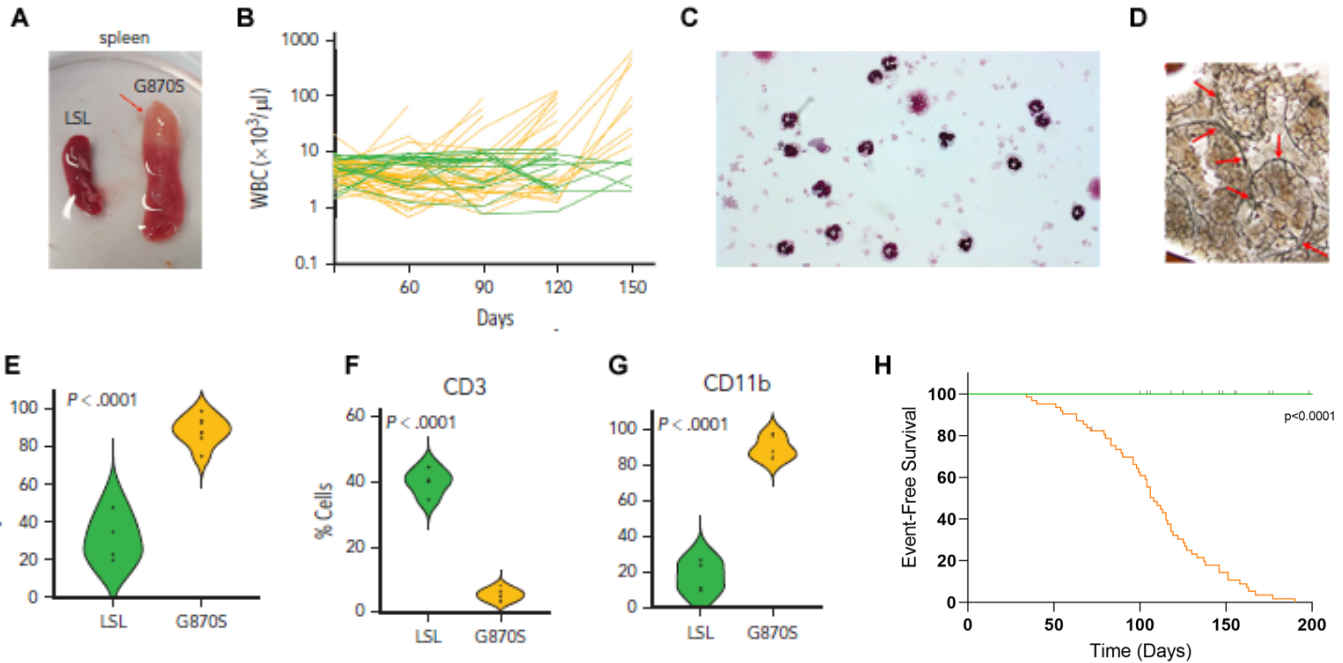 A
spleen
LSL
G870S
B
1000
100
10
1
0.1
WBC (×10³/µl)
60
90
120
150
Days
C
D
E
P < .0001
100
80
60
40
20
0
LSL
G870S
F
CD3
P < .0001
60
40
20
0
% Cells
LSL
G870S
G
CD11b
P < .0001
100
80
60
40
20
0
LSL
G870S
H
100
80
60
40
20
0
Event-Free Survival
p<0.0001
0
50
100
150
200
Time (Days)